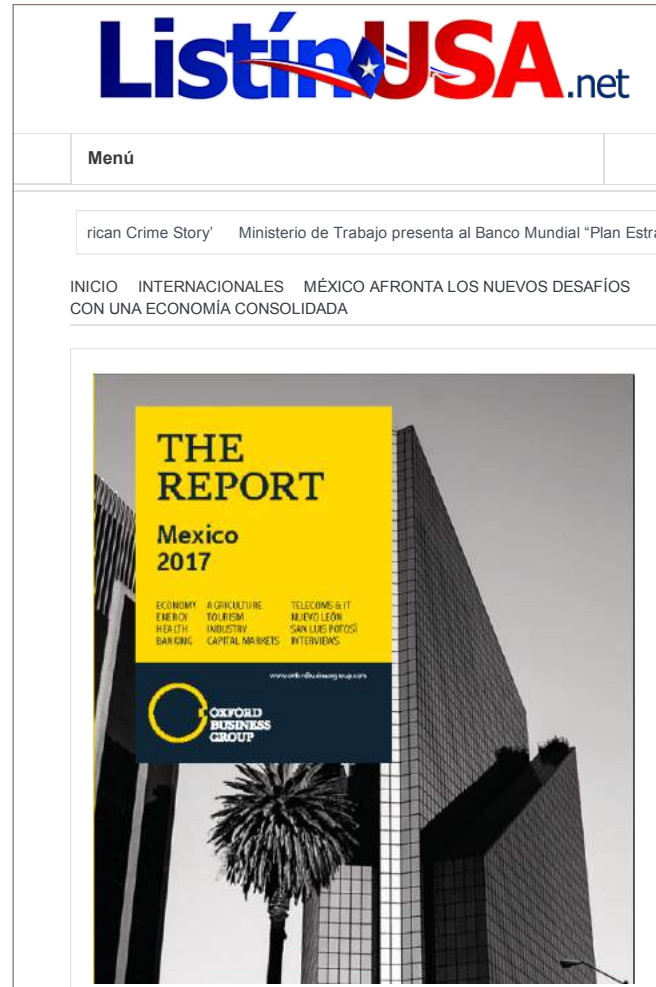 ListínUSA.net
Menú
rican Crime Story’ Ministerio de Trabajo presenta al Banco Mundial “Plan Estra
INICIO INTERNACIONALES MÉXICO AFRONTA LOS NUEVOS DESAFÍOS
CON UNA ECONOMÍA CONSOLIDADA
THE
REPORT
Mexico
2017
ECONOMY AGRICULTURE TELECOMS & IT
ENERGY TOURISM NUEVO LEÓN
HEALTH INDUSTRY SAN LUIS POTOSÍ
BANKING CAPITAL MARKETS INTERVIEWS
www.oxfordbusinessgroup.com
OXFORD
BUSINESS
GROUP